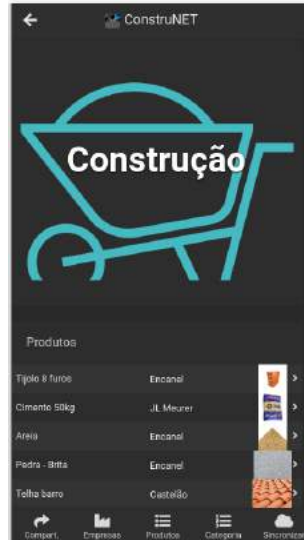 ConstruNET
Construção
Produtos
Tijolo 8 furos Encanel
Cimento 50kg JL Meurer
Areia Encanel
Pedra - Brita Encanel
Telha barro Castelão
Compart. Empresas Produtos Categoria Sincronizar